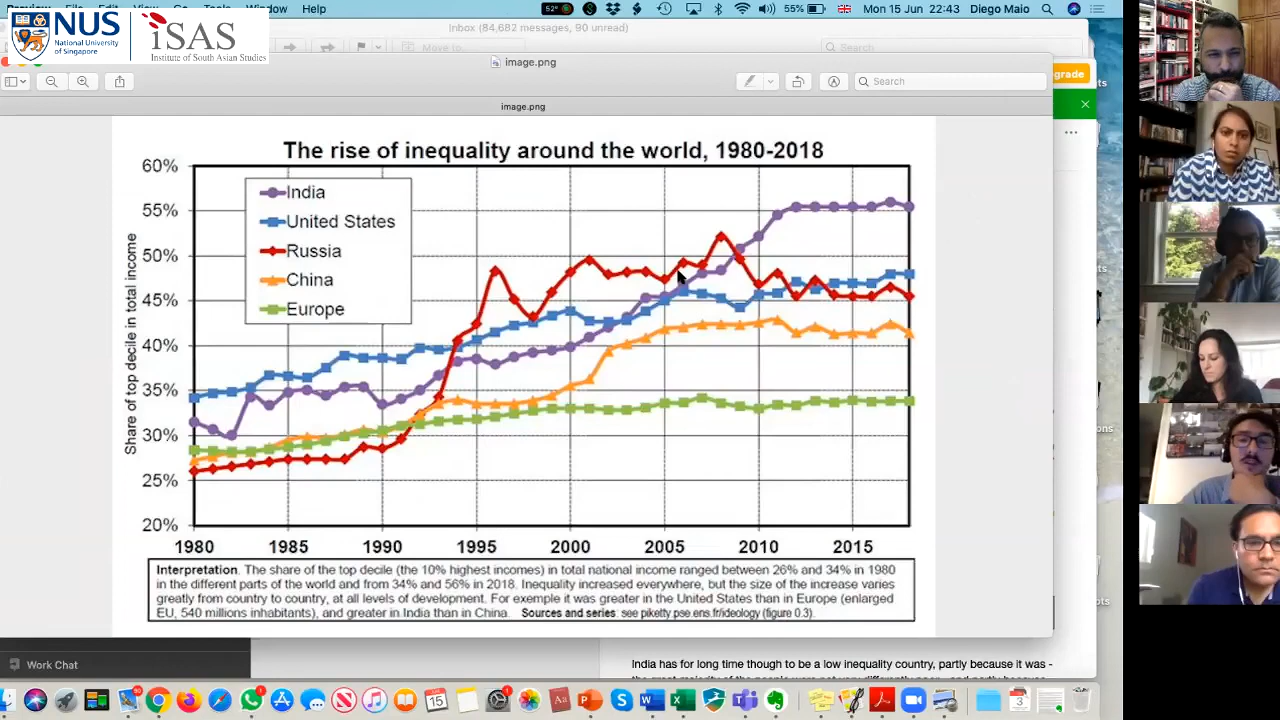 Window
Help
52°
55%
Mon 15 Jun 22:43
Diego Maio
NUS
National University
of Singapore
iSAS
Institute of South Asian Studies
Inbox (84,682 messages, 90 unread)
Move to...
Search
image.png
Search
image.png
grade
The rise of inequality around the world, 1980-2018
Share of top decile in total income
60%
55%
50%
45%
40%
35%
30%
25%
20%
India
United States
Russia
China
Europe
1980 1985 1990 1995 2000 2005 2010 2015
Interpretation. The share of the top decile (the 10% highest incomes) in total national income ranged between 26% and 34% in 1980
in the different parts of the world and from 34% and 56% in 2018. Inequality increased everywhere, but the size of the increase varies
greatly from country to country, at all levels of development. For exemple it was greater in the United States than in Europe (enlarged
EU, 540 millions inhabitants), and greater in India than in China. Sources and series: see piketty.pse.ens.fr/ideology (figure 0.3).
Work Chat
India has for long time though to be a low inequality country, partly because it was -